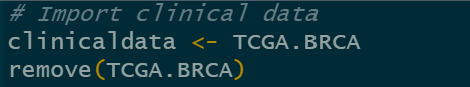 # Import clinical data
clinicaldata <- TCGA.BRCA
remove(TCGA.BRCA)